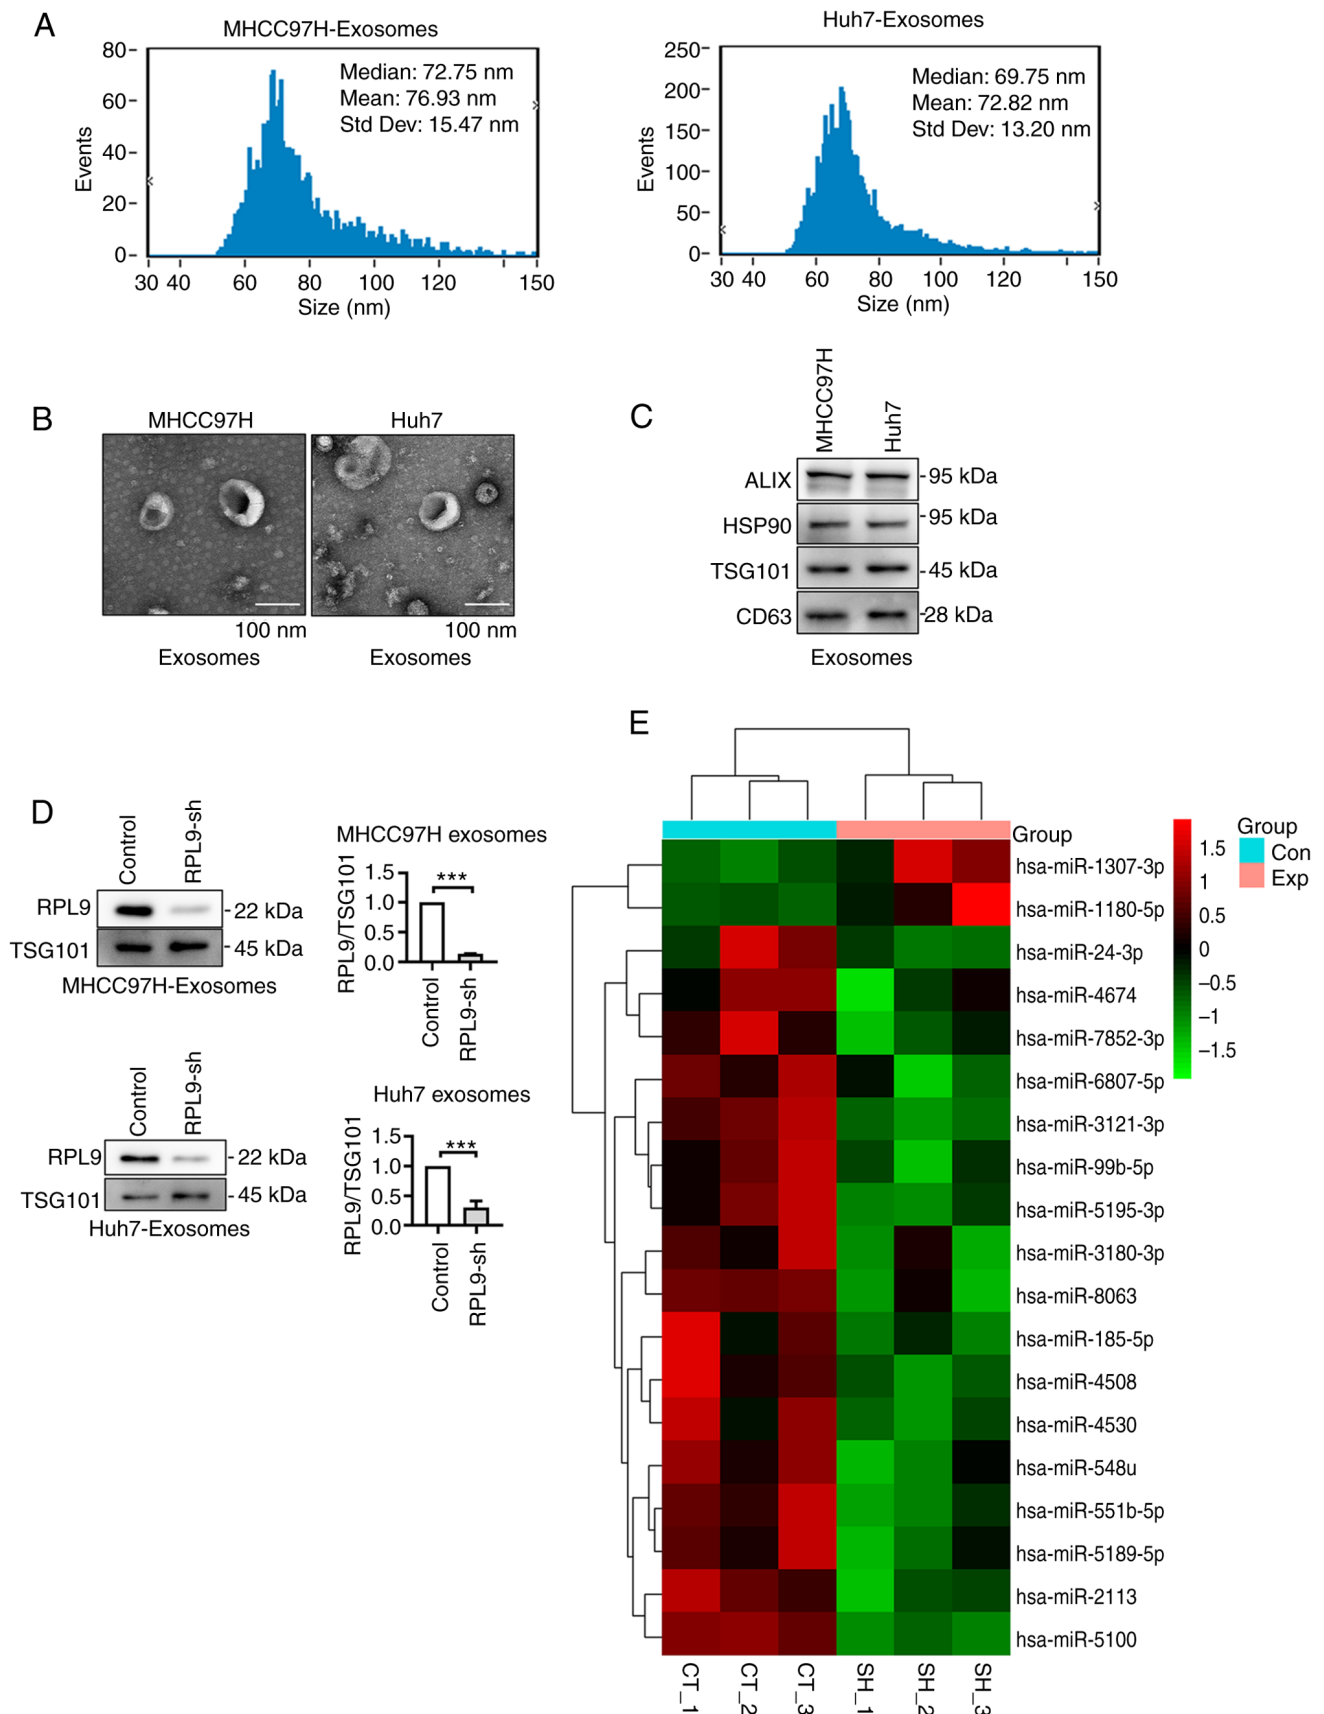 A
MHCC97H-Exosomes
80
60
40
20
0
Events
Median: 72.75 nm
Mean: 76.93 nm
Std Dev: 15.47 nm
30 40 60 80 100 120 150
Size (nm)
Huh7-Exosomes
250
200
150
100
50
0
Events
Median: 69.75 nm
Mean: 72.82 nm
Std Dev: 13.20 nm
30 40 60 80 100 120 150
Size (nm)
B
MHCC97H
Huh7
100 nm
100 nm
Exosomes
Exosomes
C
MHCC97H
Huh7
ALIX
95 kDa
HSP90
95 kDa
TSG101
45 kDa
CD63
28 kDa
Exosomes
D
Control
RPL9-sh
RPL9
22 kDa
TSG101
45 kDa
MHCC97H-Exosomes
MHCC97H exosomes
RPL9/TSG101
1.5
1.0
0.5
0.0
***
Control
RPL9-sh
Control
RPL9-sh
RPL9
22 kDa
TSG101
45 kDa
Huh7-Exosomes
Huh7 exosomes
RPL9/TSG101
1.5
1.0
0.5
0.0
***
Control
RPL9-sh
E
Group
hsa-miR-1307-3p
hsa-miR-1180-5p
hsa-miR-24-3p
hsa-miR-4674
hsa-miR-7852-3p
hsa-miR-6807-5p
hsa-miR-3121-3p
hsa-miR-99b-5p
hsa-miR-5195-3p
hsa-miR-3180-3p
hsa-miR-8063
hsa-miR-185-5p
hsa-miR-4508
hsa-miR-4530
hsa-miR-548u
hsa-miR-551b-5p
hsa-miR-5189-5p
hsa-miR-2113
hsa-miR-5100
CT_1
CT_2
CT_3
SH_1
SH_2
SH_3
1.5
1
0.5
0
−0.5
−1
−1.5
Group
Con
Exp